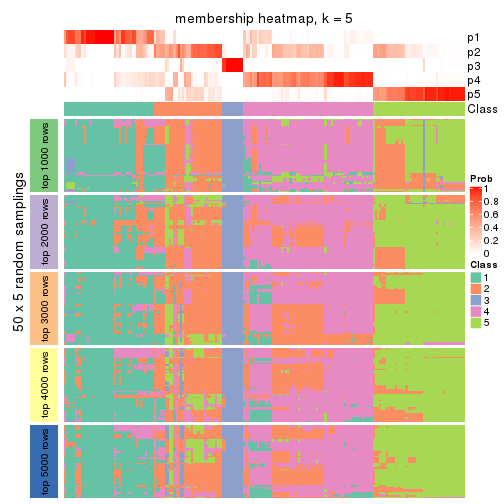 membership heatmap, k = 5
p1
p2
p3
p4
p5
Class
50 x 5 random samplings
top 1000 rows
top 2000 rows
top 3000 rows
top 4000 rows
top 5000 rows
Prob
1
0.8
0.6
0.4
0.2
0
Class
1
2
3
4
5